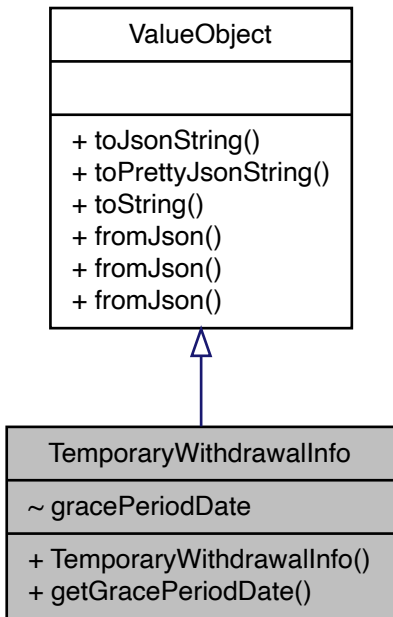 ValueObject
+ toJsonString()
+ toPrettyJsonString()
+ toString()
+ fromJson()
+ fromJson()
+ fromJson()
TemporaryWithdrawalInfo
~ gracePeriodDate
+ TemporaryWithdrawalInfo()
+ getGracePeriodDate()